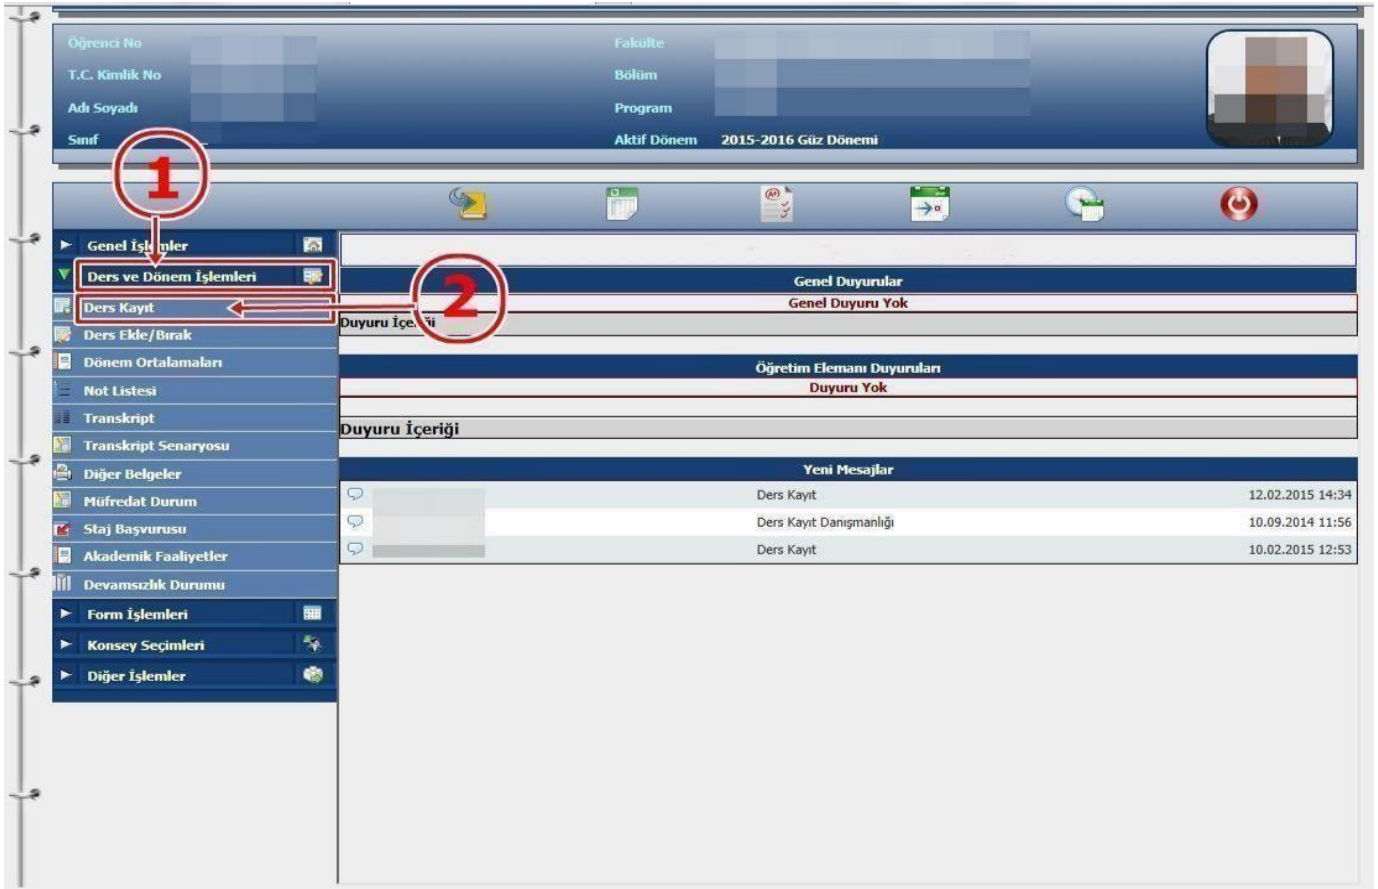 Öğrenci No
Fakülte
T.C. Kimlik No
Bölüm
Adı Soyadı
Program
Sınıf
Aktif Dönem 2015-2016 Güz Dönemi
1
Genel İşlemler
Ders ve Dönem İşlemleri
Ders Kayıt
Ders Ekle/Bırak
Dönem Ortalamaları
Not Listesi
Transkript
Transkript Senaryosu
Diğer Belgeler
Müfredat Durum
Staj Başvurusu
Akademik Faaliyetler
Devamsızlık Durumu
Form İşlemleri
Konsey Seçimleri
Diğer İşlemler
2
Genel Duyurular
Genel Duyuru Yok
Duyuru İçeriği
Öğretim Elemanı Duyuruları
Duyuru Yok
Duyuru İçeriği
Yeni Mesajlar
Ders Kayıt 12.02.2015 14:34
Ders Kayıt Danışmanlığı 10.09.2014 11:56
Ders Kayıt 10.02.2015 12:53